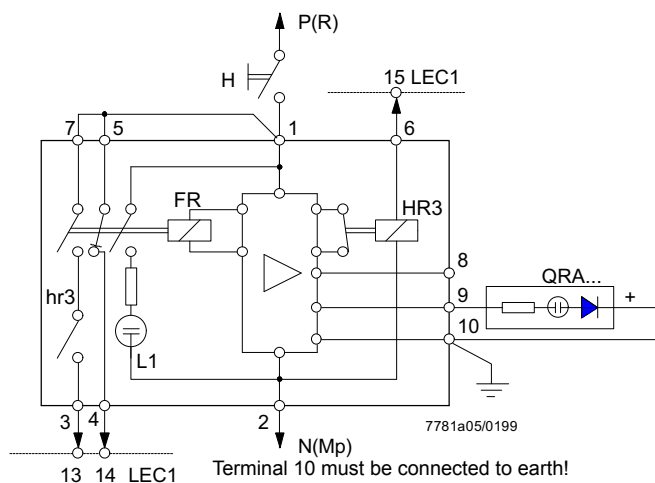 P(R)
H
15 LEC1
7 5 1 6
FR HR3
8
QRA...
hr3 9 +
10
L1
3 4 2
7781a05/0199
N(Mp)
13 14 LEC1 Terminal 10 must be connected to earth!